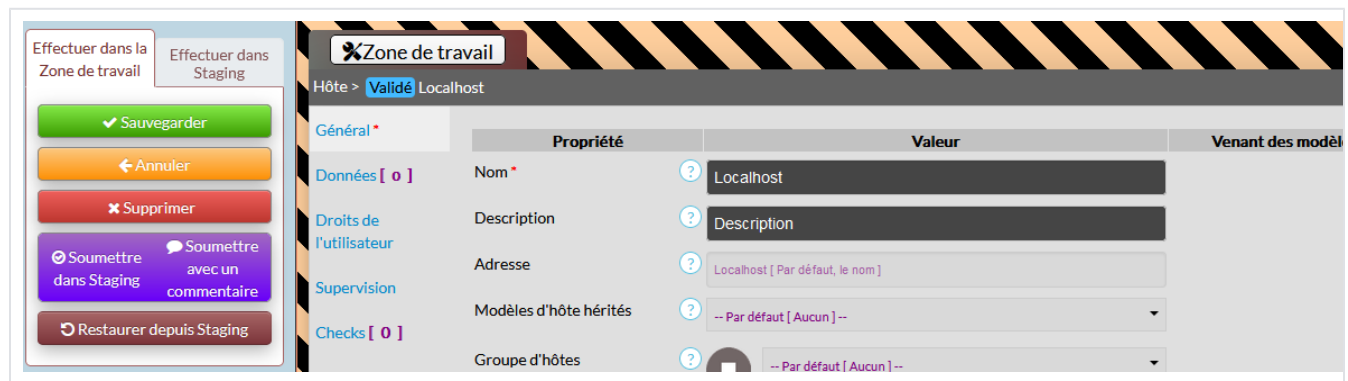 Effectuer dans la
Zone de travail
Effectuer dans
Staging
Sauvegarder
Annuler
Supprimer
Soumettre
dans Staging
Soumettre
avec un
commentaire
Restaurer depuis Staging
Zone de travail
Hôte > Validé Localhost
Général *
Données [ 0 ]
Droits de
l'utilisateur
Supervision
Checks [ 0 ]
Propriété Valeur Venant des modèl
Nom * ? Localhost
Description ? Description
Adresse ? Localhost [ Par défaut, le nom ]
Modèles d'hôte hérités ? -- Par défaut [ Aucun ] --
Groupe d'hôtes ? -- Par défaut [ Aucun ] --